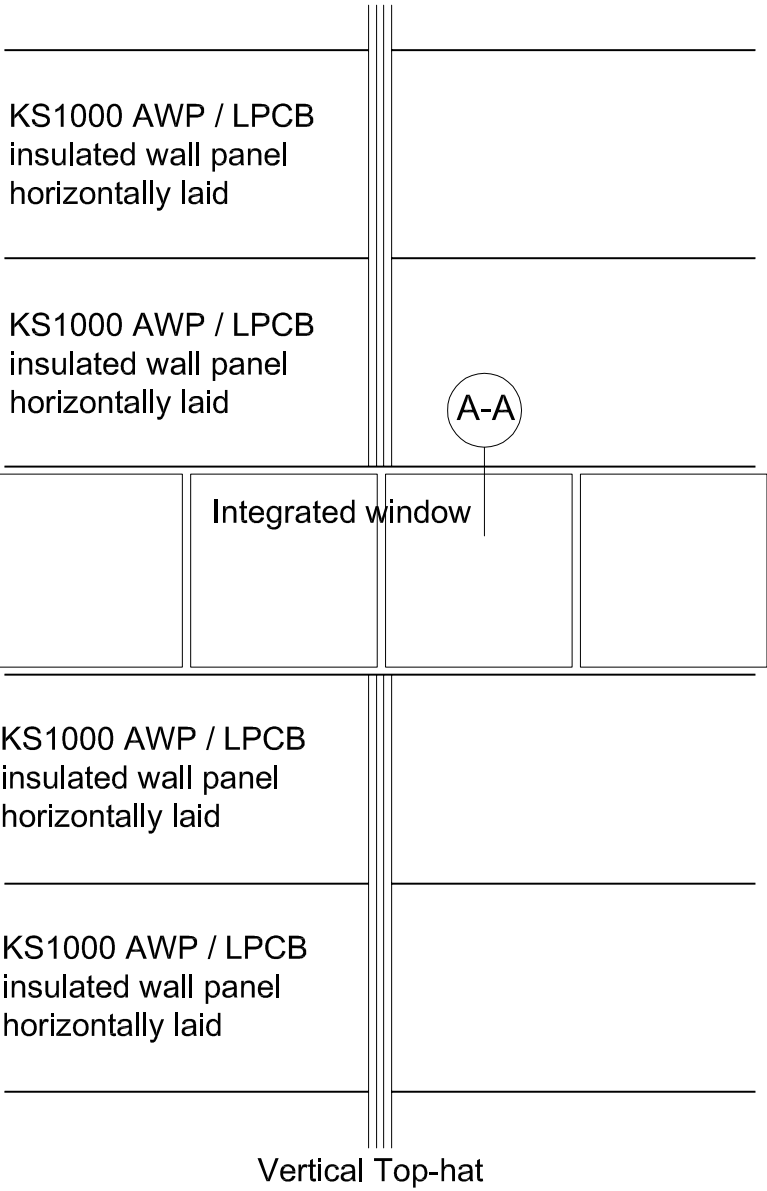 KS1000 AWP / LPCB
insulated wall panel
horizontally laid
KS1000 AWP / LPCB
insulated wall panel
horizontally laid
A-A
Integrated window
KS1000 AWP / LPCB
insulated wall panel
horizontally laid
KS1000 AWP / LPCB
insulated wall panel
horizontally laid
Vertical Top-hat